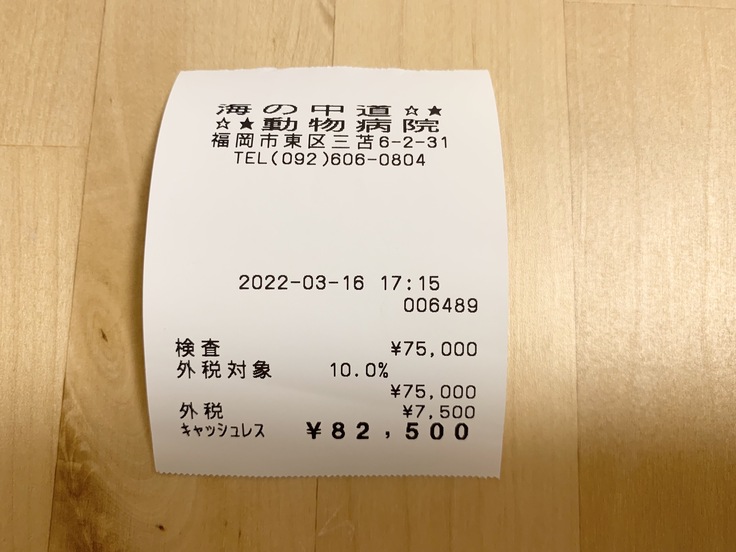 海の中道☆★
☆★動物病院
福岡市東区三苫6-2-31
TEL(092)606-0804
2022-03-16 17:15
006489
検査 ¥75,000
外税対象 10.0%
¥75,000
外税 ¥7,500
ｷｬｯｼｭﾚｽ ¥82,500